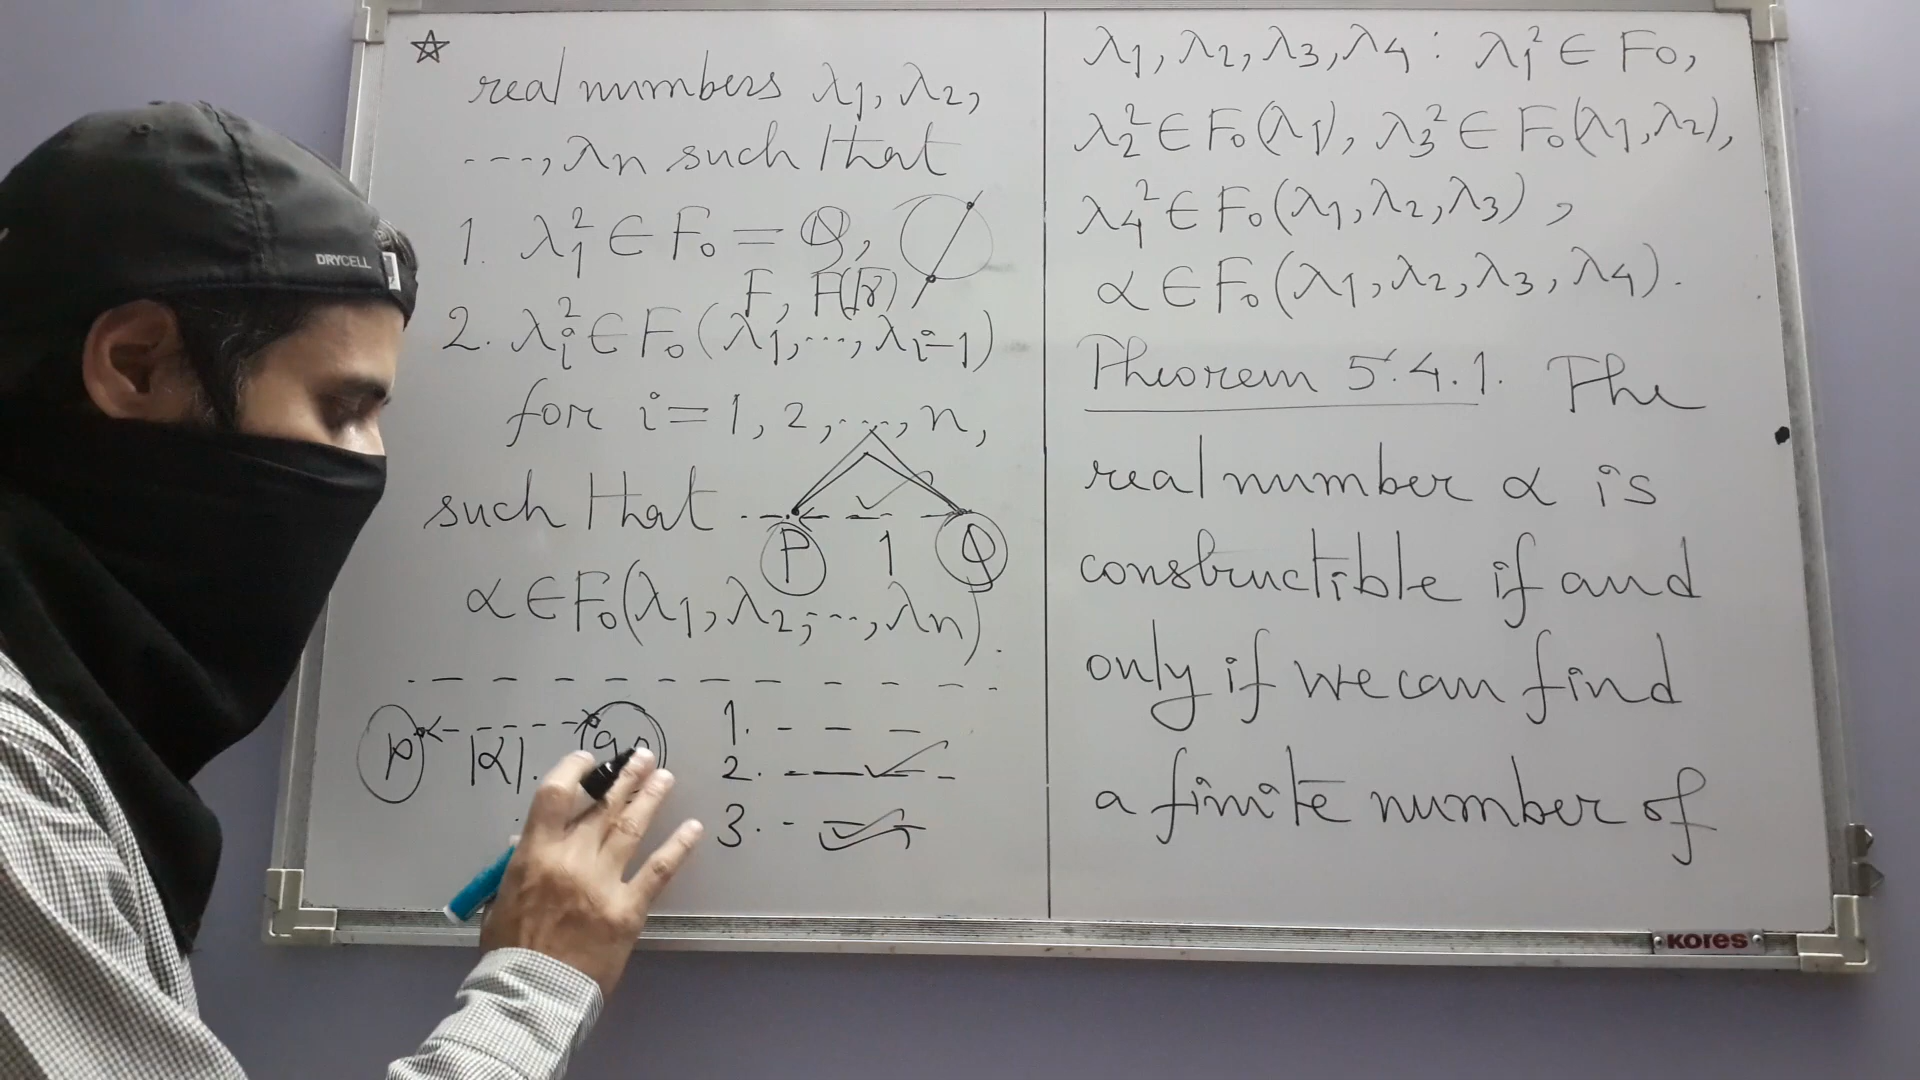 λ1, λ2, λ3, λ4 : λ1² ∈ F0,
λ2² ∈ F0(λ1), λ3² ∈ F0(λ1, λ2),
λ4² ∈ F0(λ1, λ2, λ3),
α ∈ F0(λ1, λ2, λ3, λ4).
Theorem 5.4.1. The
real number α is
constructible if and
only if we can find
a finite number of
real numbers λ1, λ2,
---, λn such that
1. λ1² ∈ F0 = Q,
F, F(√γ)
2. λi² ∈ F0(λ1, ..., λi-1)
for i = 1, 2, ..., n,
such that
P 1 Q
α ∈ F0(λ1, λ2, ..., λn).
p |α|.
1. - - -
2. - - -
3. - -
DRYCELL
KORES